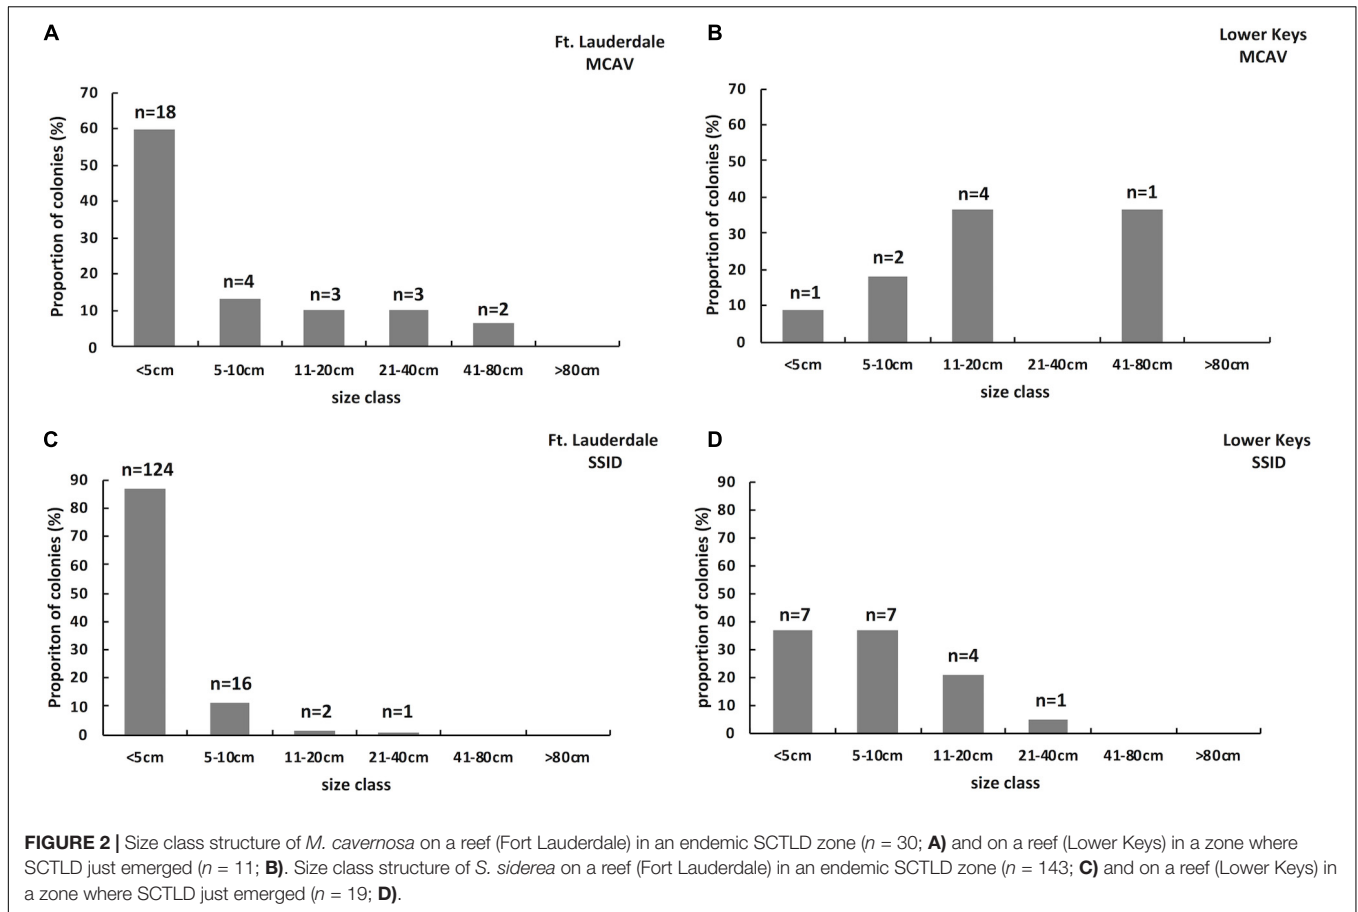 A
Ft. Lauderdale
MCAV
Proportion of colonies (%)
70
60
50
40
30
20
10
0
n=18
n=4
n=3
n=3
n=2
<5cm 5-10cm 11-20cm 21-40cm 41-80cm >80cm
size class
B
Lower Keys
MCAV
Proportion of colonies (%)
70
60
50
40
30
20
10
0
n=1
n=2
n=4
n=1
<5cm 5-10cm 11-20cm 21-40cm 41-80cm >80cm
size class
C
Ft. Lauderdale
SSID
Proporiton of colonies (%)
90
80
70
60
50
40
30
20
10
0
n=124
n=16
n=2
n=1
<5cm 5-10cm 11-20cm 21-40cm 41-80cm >80cm
size class
D
Lower Keys
SSID
proportion of colonies (%)
90
80
70
60
50
40
30
20
10
0
n=7
n=7
n=4
n=1
<5cm 5-10cm 11-20cm 21-40cm 41-80cm >80cm
size class
FIGURE 2 | Size class structure of M. cavernosa on a reef (Fort Lauderdale) in an endemic SCTLD zone (n = 30; A) and on a reef (Lower Keys) in a zone where
SCTLD just emerged (n = 11; B). Size class structure of S. siderea on a reef (Fort Lauderdale) in an endemic SCTLD zone (n = 143; C) and on a reef (Lower Keys) in
a zone where SCTLD just emerged (n = 19; D).